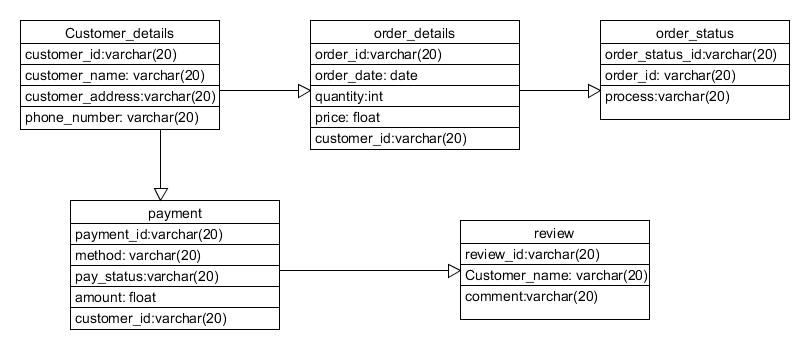 Customer_details
customer_id:varchar(20)
customer_name: varchar(20)
customer_address:varchar(20)
phone_number: varchar(20)
order_details
order_id:varchar(20)
order_date: date
quantity:int
price: float
customer_id:varchar(20)
order_status
order_status_id:varchar(20)
order_id: varchar(20)
process:varchar(20)
payment
payment_id:varchar(20)
method: varchar(20)
pay_status:varchar(20)
amount: float
customer_id:varchar(20)
review
review_id:varchar(20)
Customer_name: varchar(20)
comment:varchar(20)